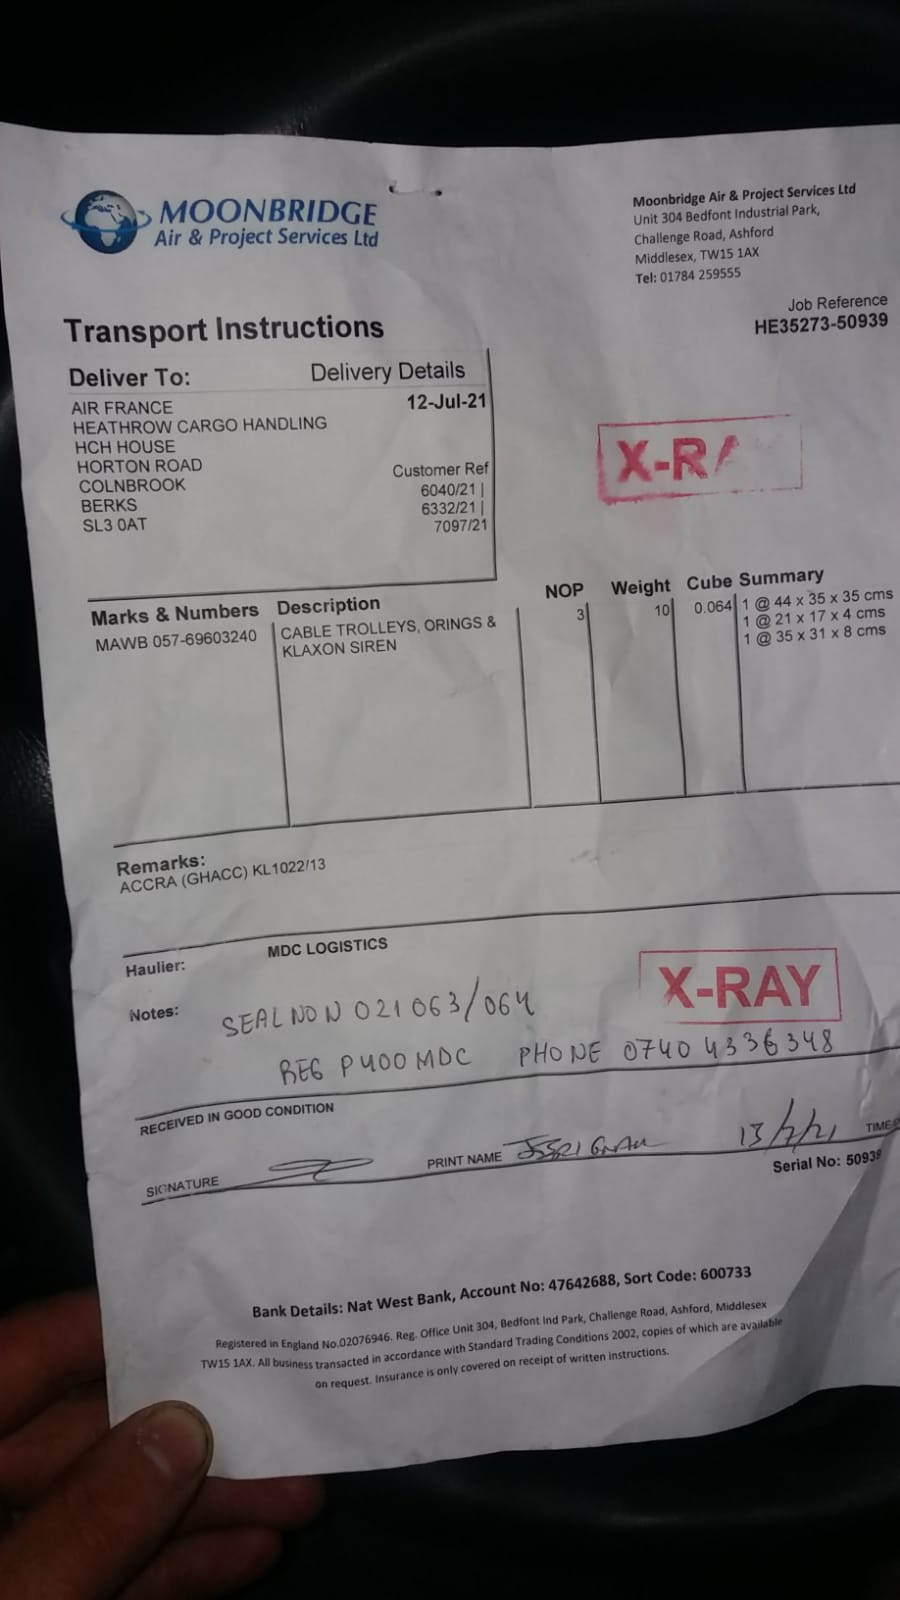 MOONBRIDGE
Air & Project Services Ltd
Moonbridge Air & Project Services Ltd
Unit 304 Bedfont Industrial Park,
Challenge Road, Ashford
Middlesex, TW15 1AX
Tel: 01784 259555
Job Reference
HE35273-50939
Transport Instructions
Deliver To: Delivery Details
AIR FRANCE 12-Jul-21
HEATHROW CARGO HANDLING
HCH HOUSE
HORTON ROAD Customer Ref
COLNBROOK 6040/21 |
BERKS 6332/21 |
SL3 0AT 7097/21
X-RA
Marks & Numbers Description NOP Weight Cube Summary
MAWB 057-69603240 CABLE TROLLEYS, ORINGS & 3 10 0.064 1 @ 44 x 35 x 35 cms
KLAXON SIREN 1 @ 21 x 17 x 4 cms
1 @ 35 x 31 x 8 cms
Remarks:
ACCRA (GHACC) KL1022/13
Haulier: MDC LOGISTICS
X-RAY
Notes: SEAL NO N 021063/064
REG P400MDC PHONE 0740 4336348
RECEIVED IN GOOD CONDITION
SIGNATURE PRINT NAME 13/7/21 TIME
Serial No: 50939
Bank Details: Nat West Bank, Account No: 47642688, Sort Code: 600733
Registered in England No.02076946. Reg. Office Unit 304, Bedfont Ind Park, Challenge Road, Ashford, Middlesex
TW15 1AX. All business transacted in accordance with Standard Trading Conditions 2002, copies of which are available
on request. Insurance is only covered on receipt of written instructions.